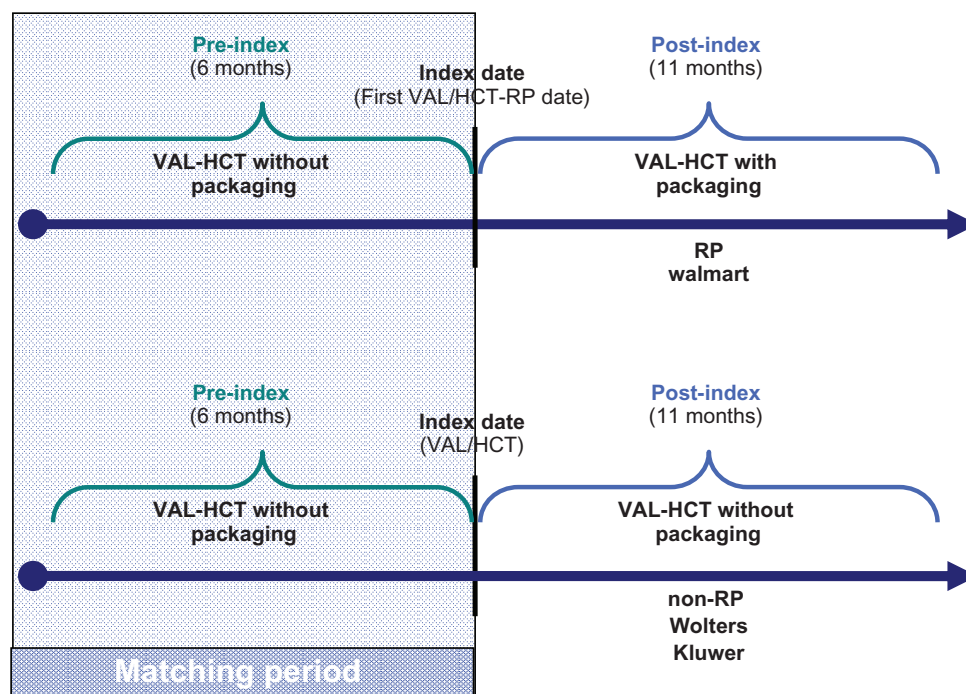 Pre-index
(6 months)
Post-index
(11 months)
Index date
(First VAL/HCT-RP date)
VAL-HCT without
packaging
VAL-HCT with
packaging
RP
walmart
Pre-index
(6 months)
Post-index
(11 months)
Index date
(VAL/HCT)
VAL-HCT without
packaging
VAL-HCT without
packaging
non-RP
Wolters
Kluwer
Matching period